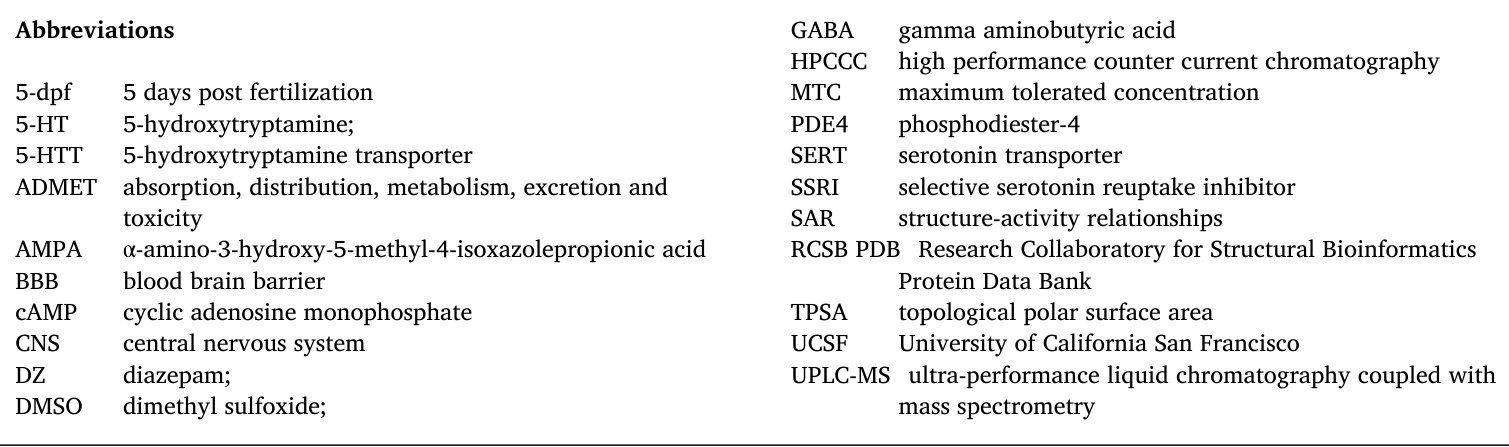 Abbreviations
5-dpf 5 days post fertilization
5-HT 5-hydroxytryptamine;
5-HTT 5-hydroxytryptamine transporter
ADMET absorption, distribution, metabolism, excretion and
toxicity
AMPA α-amino-3-hydroxy-5-methyl-4-isoxazolepropionic acid
BBB blood brain barrier
cAMP cyclic adenosine monophosphate
CNS central nervous system
DZ diazepam;
DMSO dimethyl sulfoxide;
GABA gamma aminobutyric acid
HPCCC high performance counter current chromatography
MTC maximum tolerated concentration
PDE4 phosphodiester-4
SERT serotonin transporter
SSRI selective serotonin reuptake inhibitor
SAR structure-activity relationships
RCSB PDB Research Collaboratory for Structural Bioinformatics
Protein Data Bank
TPSA topological polar surface area
UCSF University of California San Francisco
UPLC-MS ultra-performance liquid chromatography coupled with
mass spectrometry